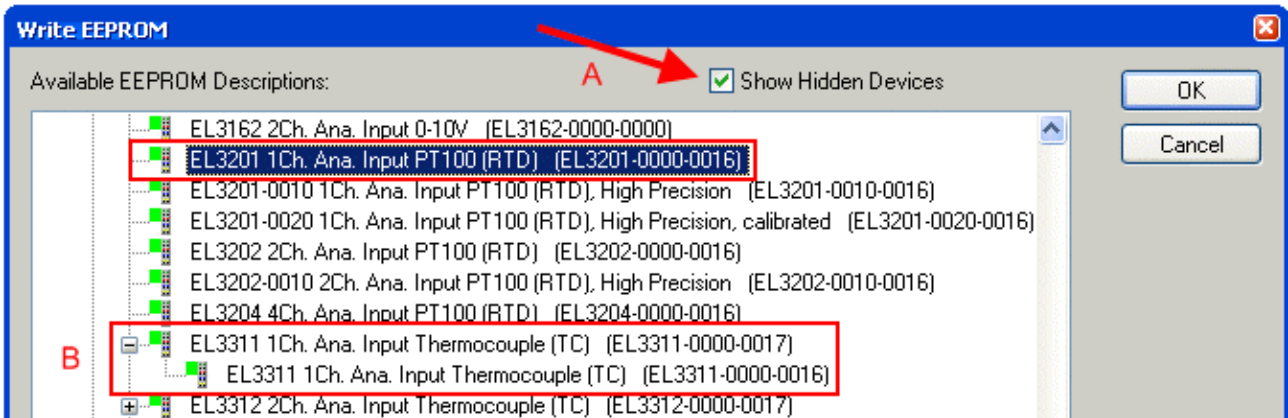 Write EEPROM
Available EEPROM Descriptions: A Show Hidden Devices OK
EL3162 2Ch. Ana. Input 0-10V (EL3162-0000-0000)
EL3201 1Ch. Ana. Input PT100 (RTD) (EL3201-0000-0016) Cancel
EL3201-0010 1Ch. Ana. Input PT100 (RTD), High Precision (EL3201-0010-0016)
EL3201-0020 1Ch. Ana. Input PT100 (RTD), High Precision, calibrated (EL3201-0020-0016)
EL3202 2Ch. Ana. Input PT100 (RTD) (EL3202-0000-0016)
EL3202-0010 2Ch. Ana. Input PT100 (RTD), High Precision (EL3202-0010-0016)
EL3204 4Ch. Ana. Input PT100 (RTD) (EL3204-0000-0016)
B EL3311 1Ch. Ana. Input Thermocouple (TC) (EL3311-0000-0017)
EL3311 1Ch. Ana. Input Thermocouple (TC) (EL3311-0000-0016)
EL3312 2Ch. Ana. Input Thermocouple (TC) (EL3312-0000-0017)